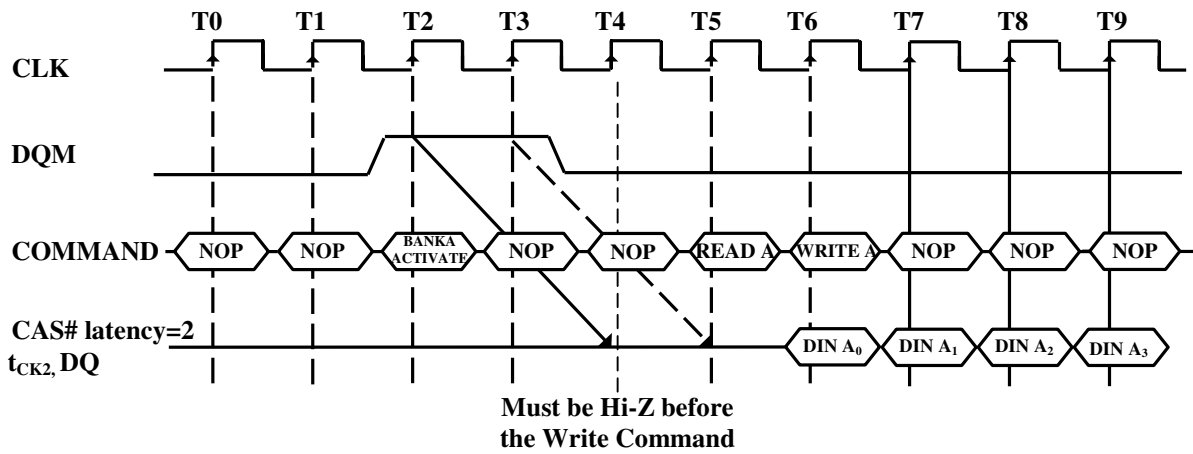 T0 T1 T2 T3 T4 T5 T6 T7 T8 T9
CLK
DQM
COMMAND NOP NOP BANKA ACTIVATE NOP NOP READ A WRITE A NOP NOP NOP
CAS# latency=2
tCK2, DQ DIN A0 DIN A1 DIN A2 DIN A3
Must be Hi-Z before
the Write Command